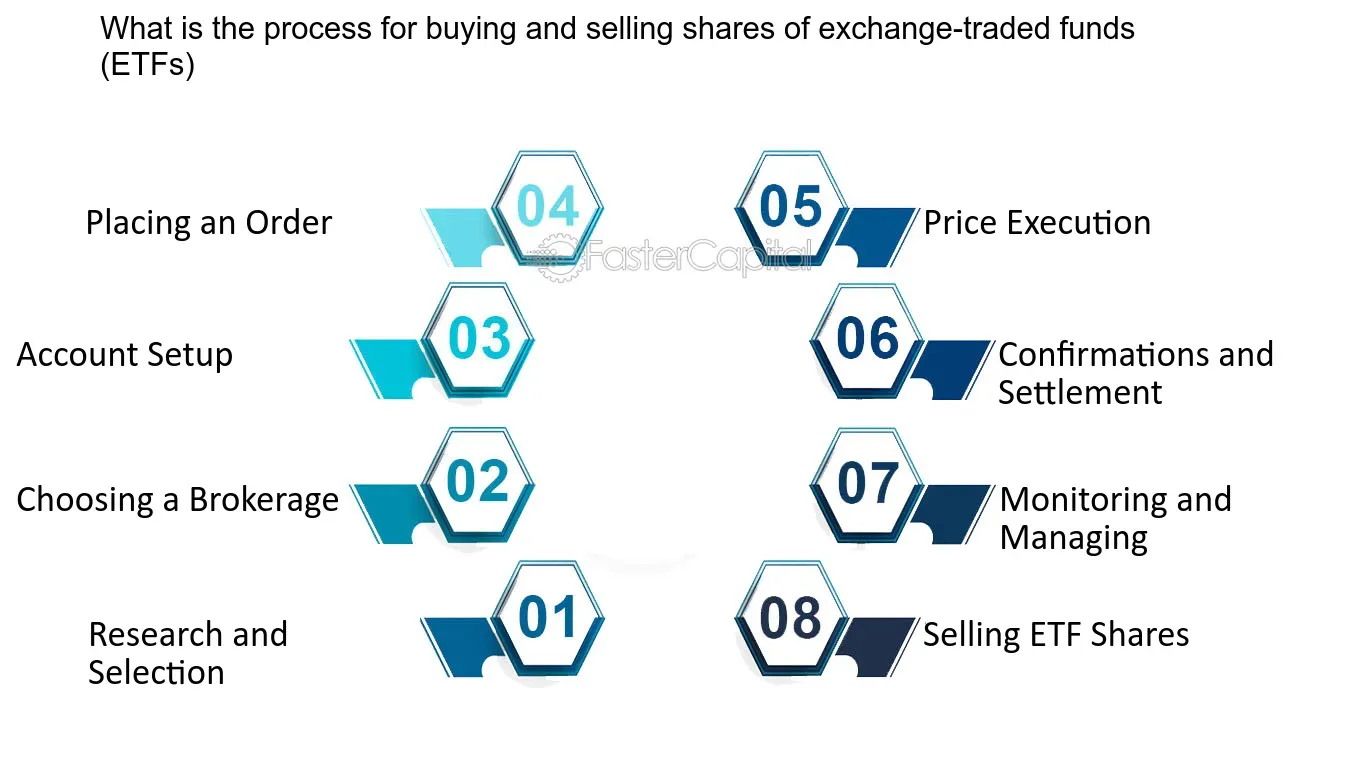 What is the process for buying and selling shares of exchange-traded funds
(ETFs)
04
Placing an Order
05
Price Execution
FasterCapital
03
Account Setup
06
Confirmations and
Settlement
02
Choosing a Brokerage
07
Monitoring and
Managing
01
Research and
Selection
08
Selling ETF Shares